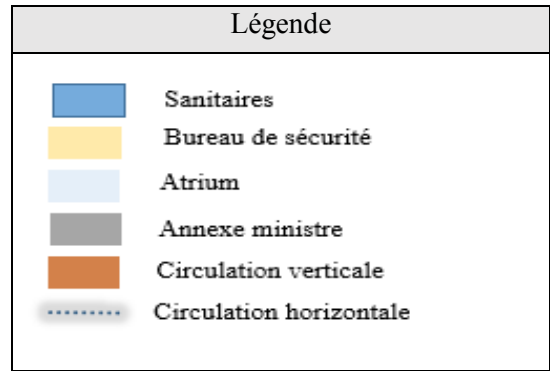 Légende
Sanitaires
Bureau de sécurité
Atrium
Annexe ministre
Circulation verticale
Circulation horizontale